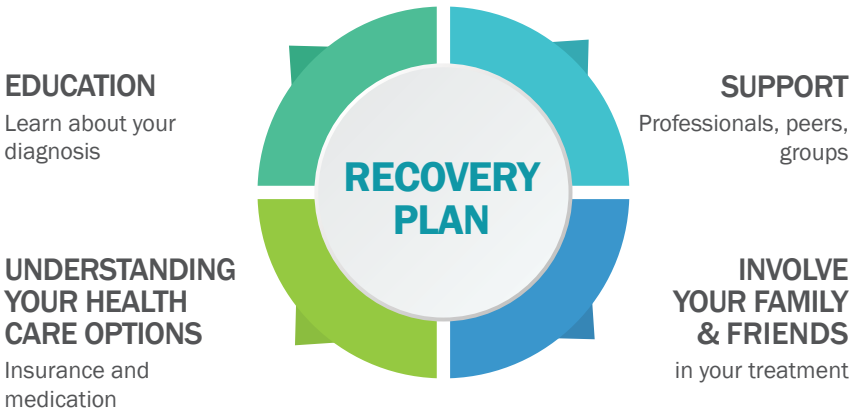 EDUCATION
Learn about your
diagnosis
SUPPORT
Professionals, peers,
groups
RECOVERY
PLAN
UNDERSTANDING
YOUR HEALTH
CARE OPTIONS
Insurance and
medication
INVOLVE
YOUR FAMILY
& FRIENDS
in your treatment